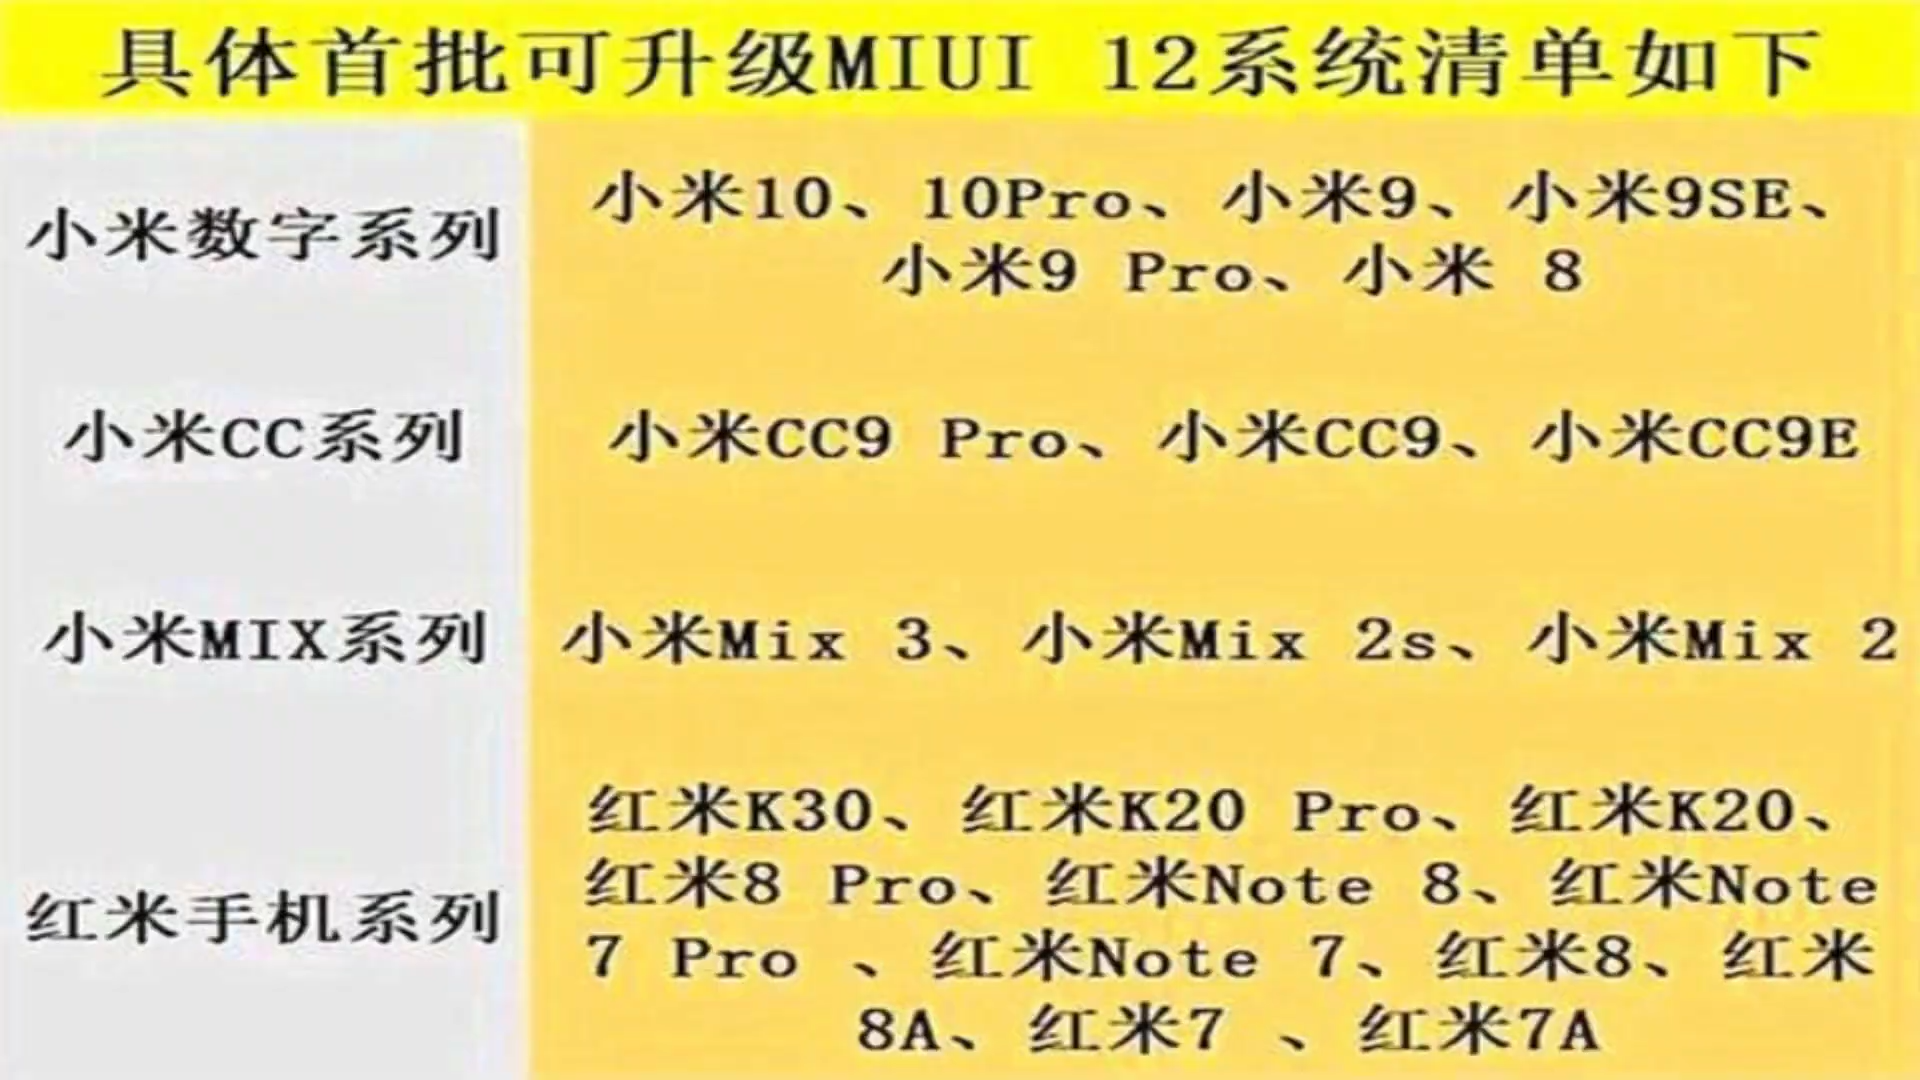 具体首批可升级MIUI 12系统清单如下
小米数字系列
小米10、10Pro、小米9、小米9SE、
小米9 Pro、小米 8
小米CC系列
小米CC9 Pro、小米CC9、小米CC9E
小米MIX系列
小米Mix 3、小米Mix 2s、小米Mix 2
红米手机系列
红米K30、红米K20 Pro、红米K20、
红米8 Pro、红米Note 8、红米Note
7 Pro 、红米Note 7、红米8、红米
8A、红米7 、红米7A